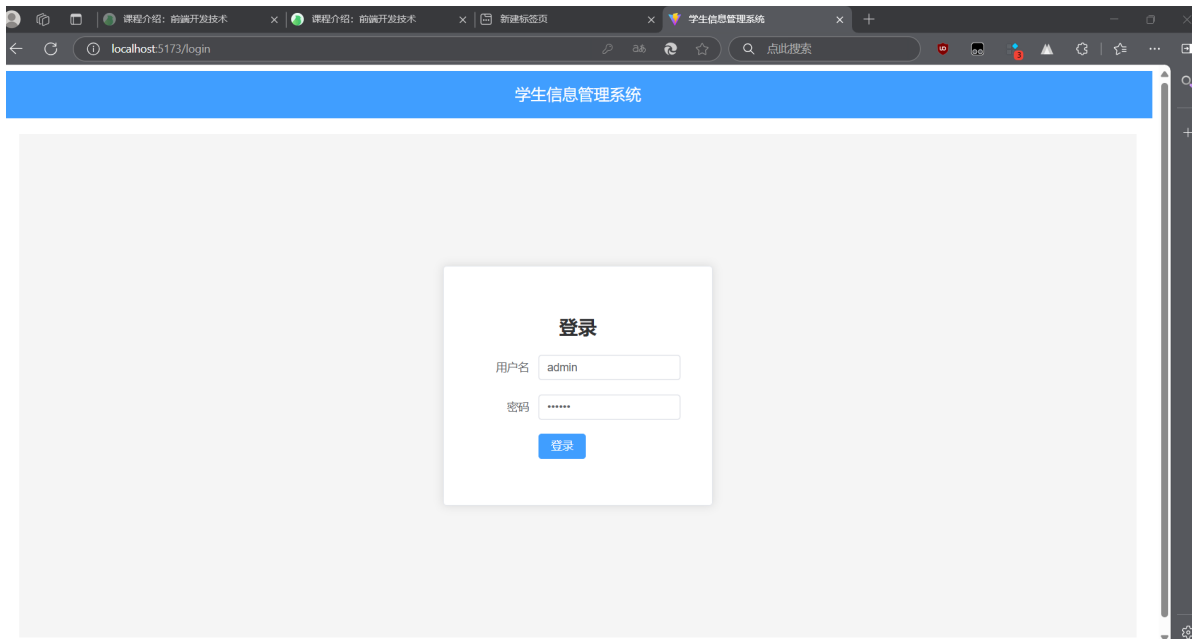 课程介绍：前端开发技术 课程介绍：前端开发技术 新建标签页 学生信息管理系统
localhost:5173/login 点此搜索 3
学生信息管理系统
登录
用户名 admin
密码 ••••••
登录